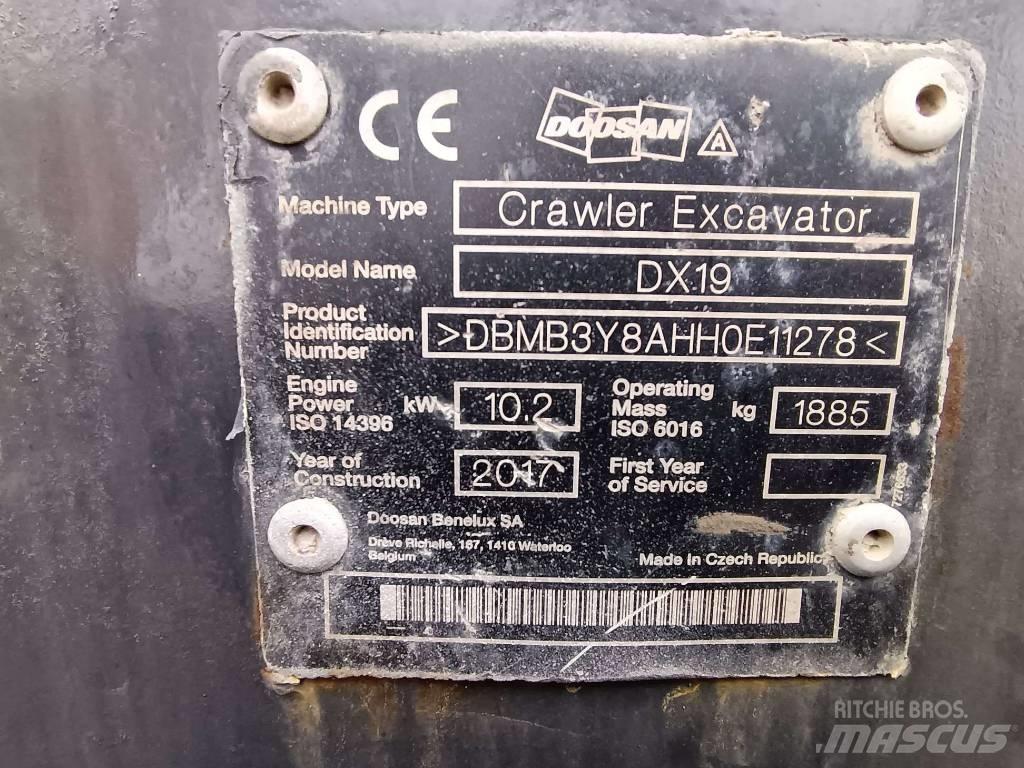 CE DOOSAN A
Machine Type Crawler Excavator
Model Name DX19
Product
Identification
Number >DBMB3Y8AHH0E11278<
Engine
Power kW
ISO 14396
10.2
Operating
Mass kg
ISO 6016
1885
Year of
Construction
2017
First Year
of Service
7276893
Doosan Benelux SA
Drève Richelle, 167, 1410 Waterloo
Belgium
Made In Czech Republic
RITCHIE BROS.
MASCUS